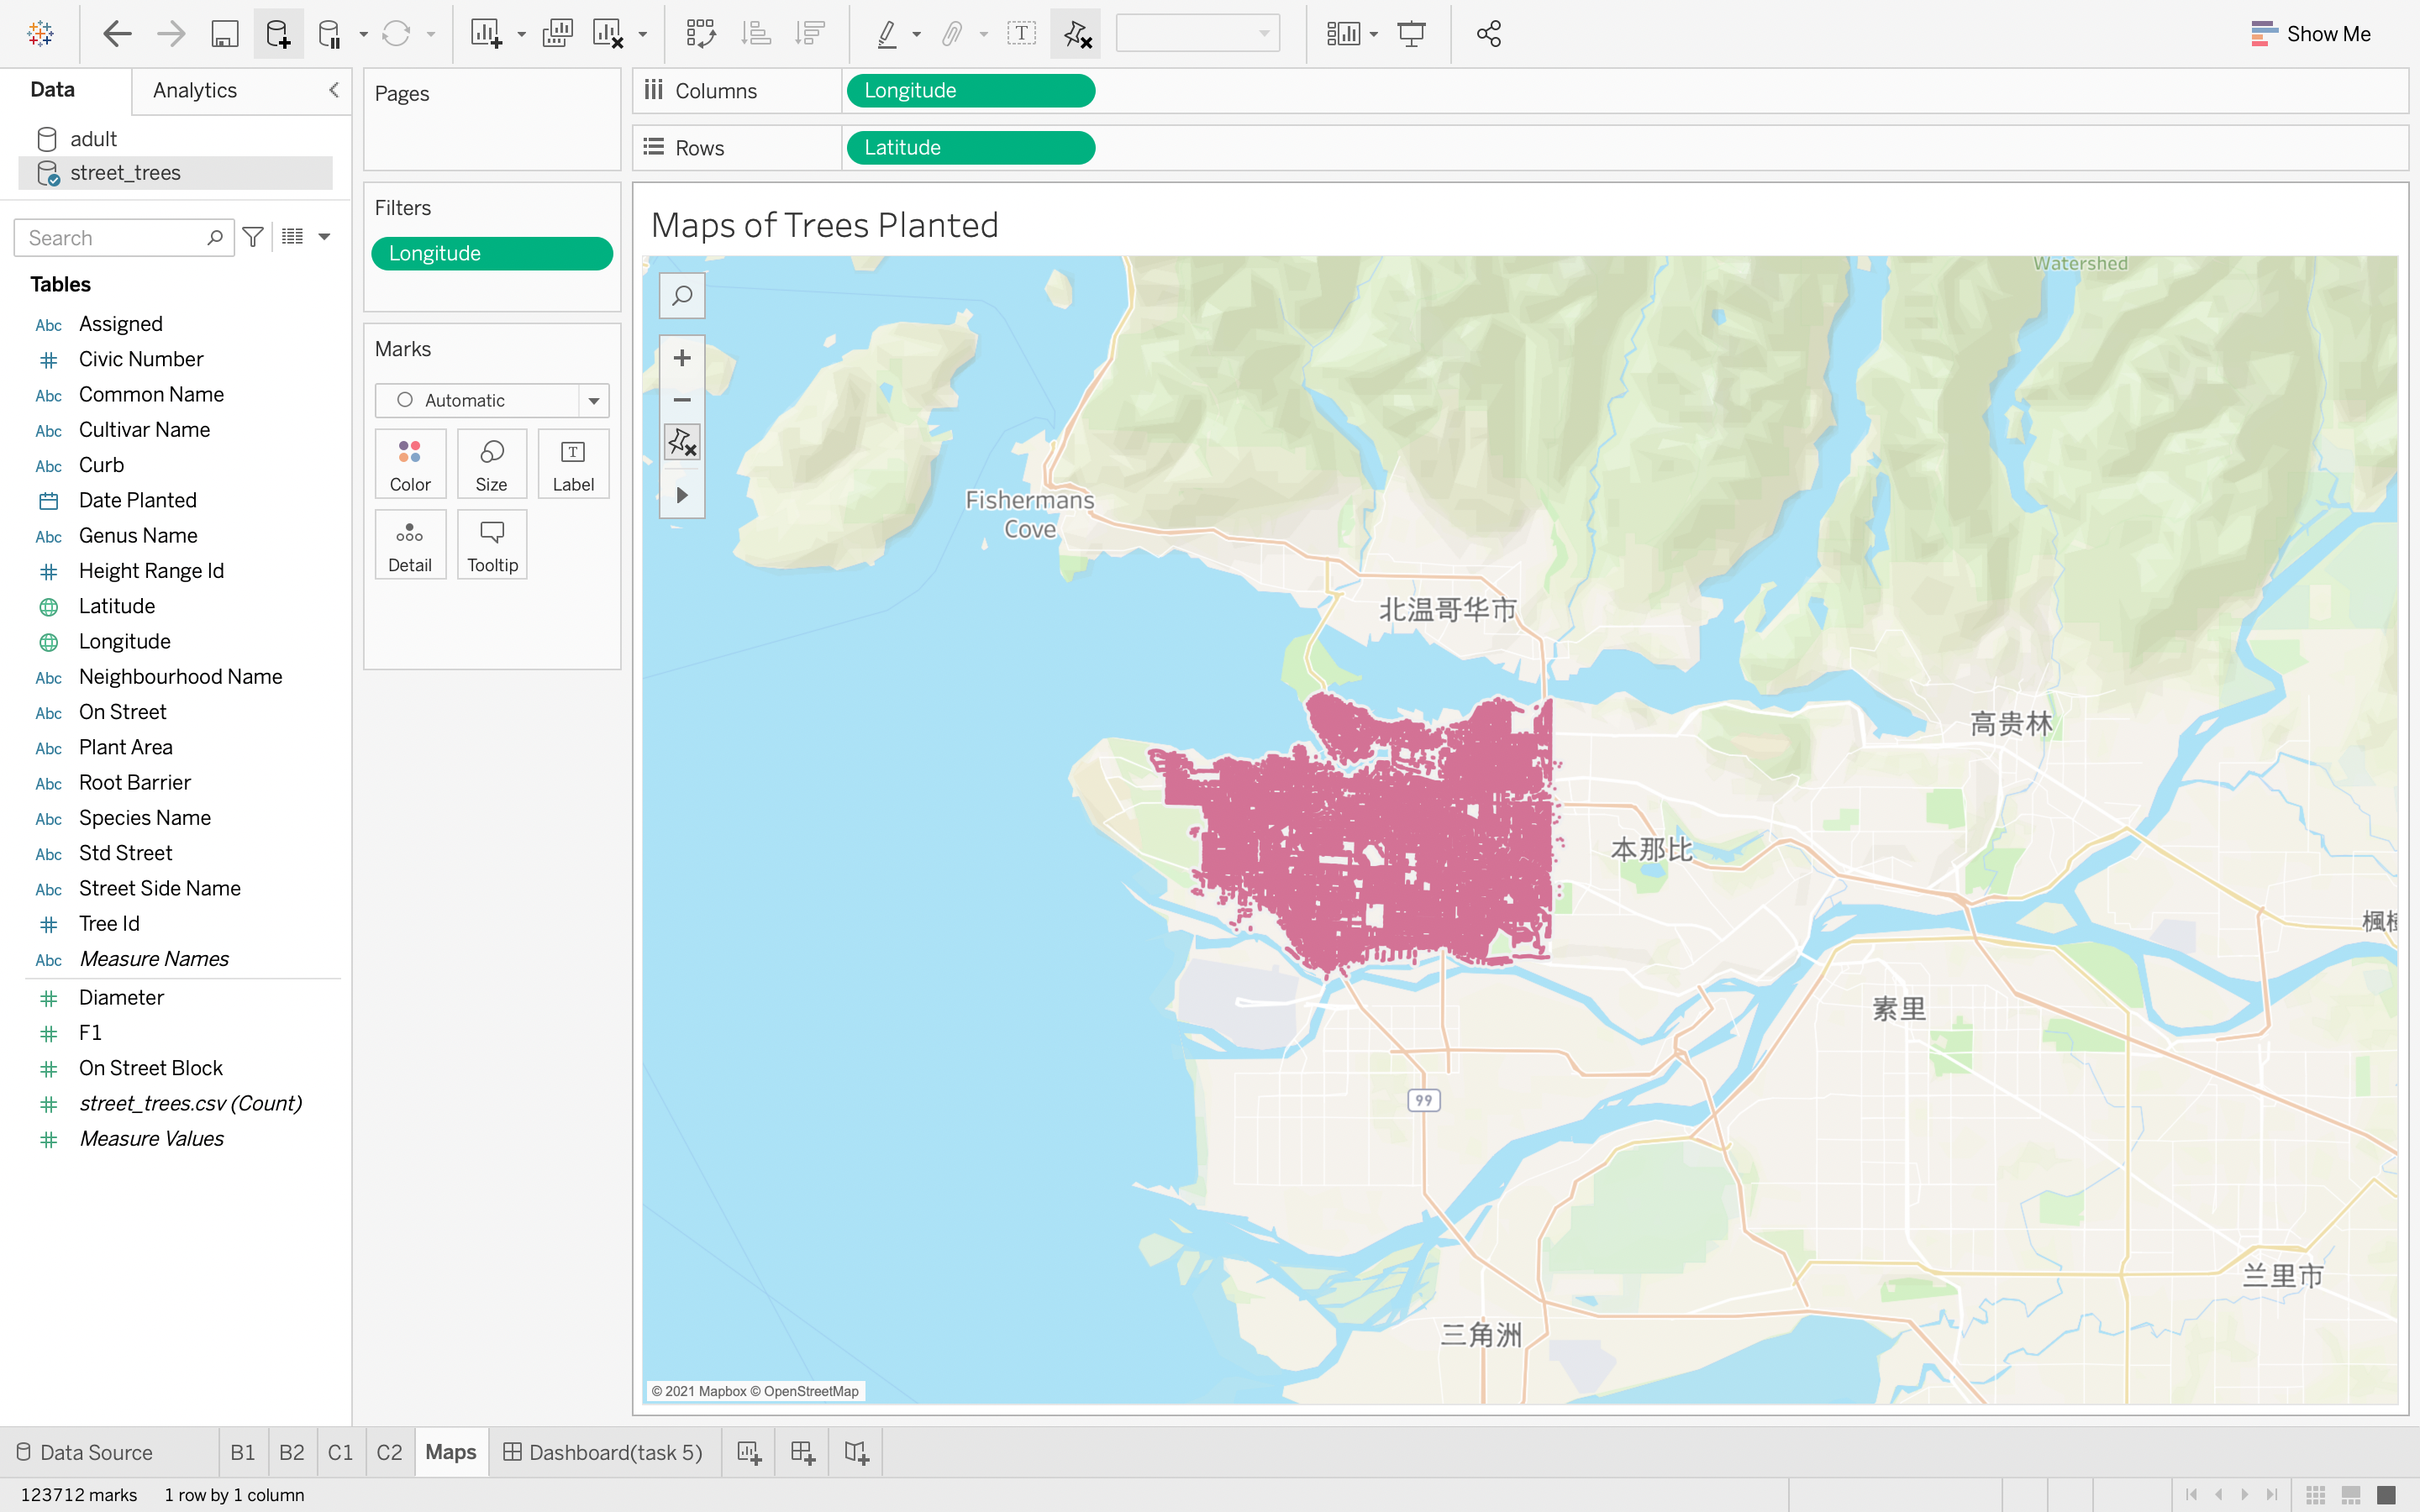 Show Me
Data
Analytics
adult
street_trees
Search
Tables
Abc Assigned
Civic Number
Abc Common Name
Abc Cultivar Name
Abc Curb
Date Planted
Abc Genus Name
Height Range Id
Latitude
Longitude
Abc Neighbourhood Name
Abc On Street
Abc Plant Area
Abc Root Barrier
Abc Species Name
Abc Std Street
Abc Street Side Name
Tree Id
Abc Measure Names
Diameter
F1
On Street Block
street_trees.csv (Count)
Measure Values
Pages
Filters
Longitude
Marks
Automatic
Color
Size
T
Label
Detail
Tooltip
Columns
Longitude
Rows
Latitude
Maps of Trees Planted
Watershed
Fishermans
Cove
北温哥华市
高贵林
本那比
素里
99
兰里市
三角洲
© 2021 Mapbox © OpenStreetMap
Data Source
B1
B2
C1
C2
Maps
Dashboard(task 5)
123712 marks
1 row by 1 column